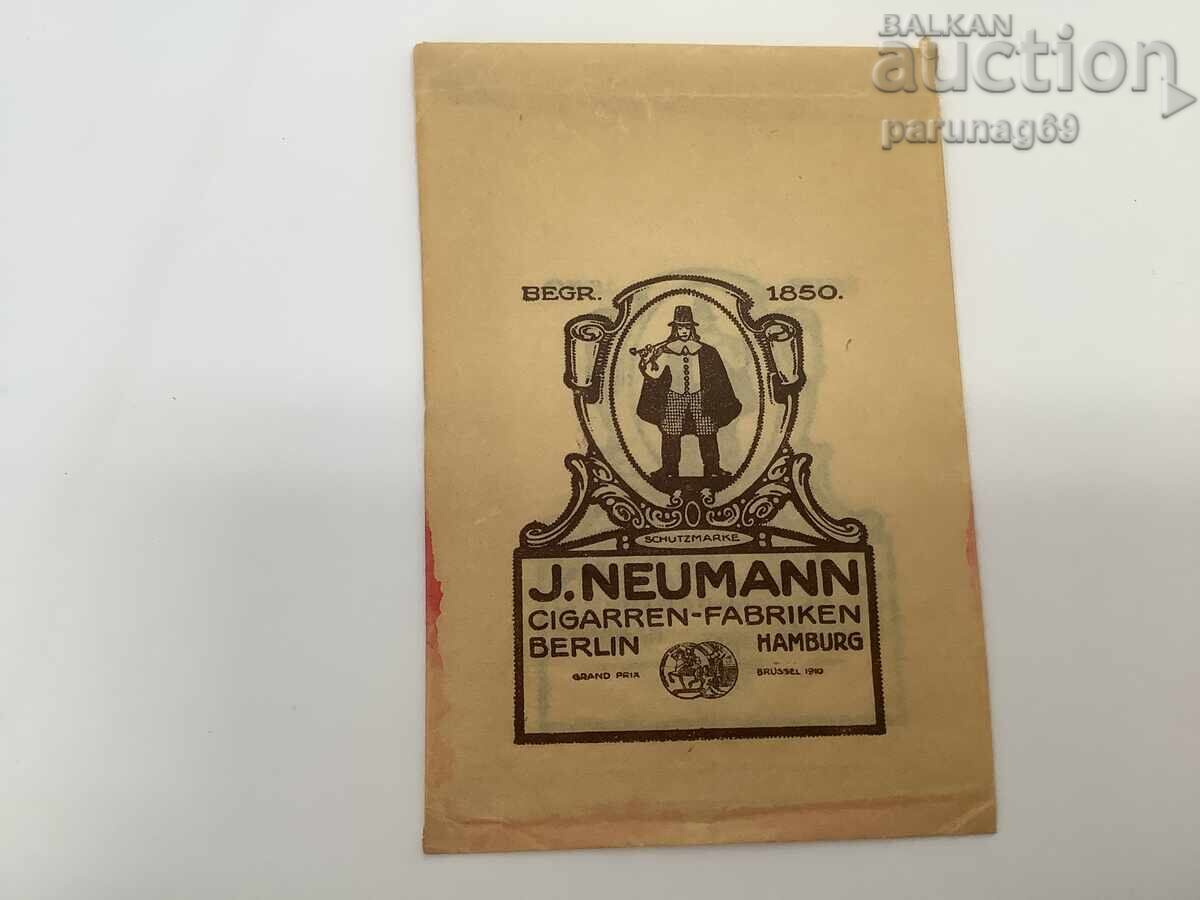 BALKAN
auction
parunag69
BEGR. 1850.
SCHUTZMARKE
J. NEUMANN
CIGARREN-FABRIKEN
BERLIN HAMBURG
GRAND PRIX BRÜSSEL 1910